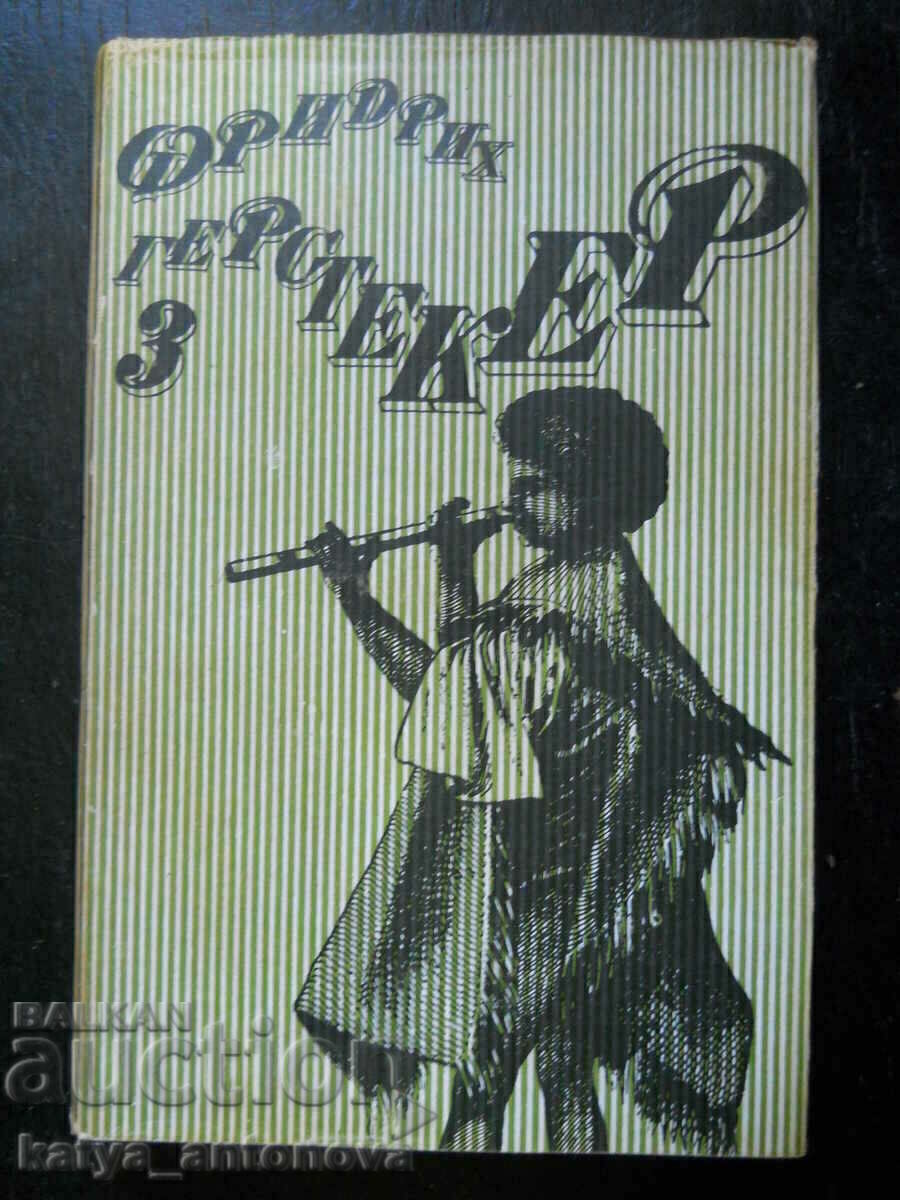 ФРИДРИХ
ГЕРСТЕКЕР
3
BALKAN
auction
katya_antonova